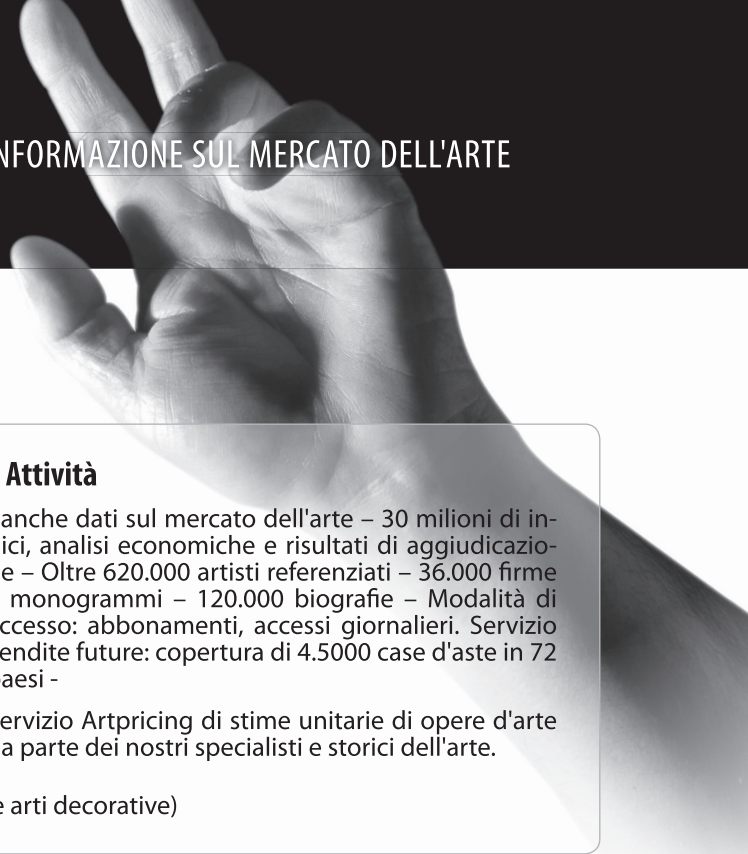 NFORMAZIONE SUL MERCATO DELL'ARTE
Attività
anche dati sul mercato dell'arte – 30 milioni di in-
ici, analisi economiche e risultati di aggiudicazio-
e – Oltre 620.000 artisti referenziati – 36.000 firme
monogrammi – 120.000 biografie – Modalità di
ccesso: abbonamenti, accessi giornalieri. Servizio
endite future: copertura di 4.5000 case d'aste in 72
aesi -
ervizio Artpricing di stime unitarie di opere d'arte
a parte dei nostri specialisti e storici dell'arte.
e arti decorative)